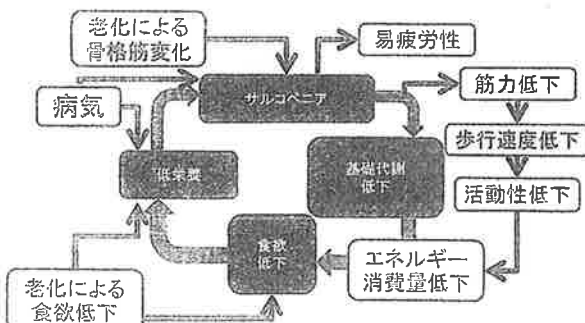 老化による
骨格筋変化
易疲労性
サルコペニア
筋力低下
病気
歩行速度低下
低栄養
基礎代謝
低下
活動性低下
食欲
低下
エネルギー
消費量低下
老化による
食欲低下